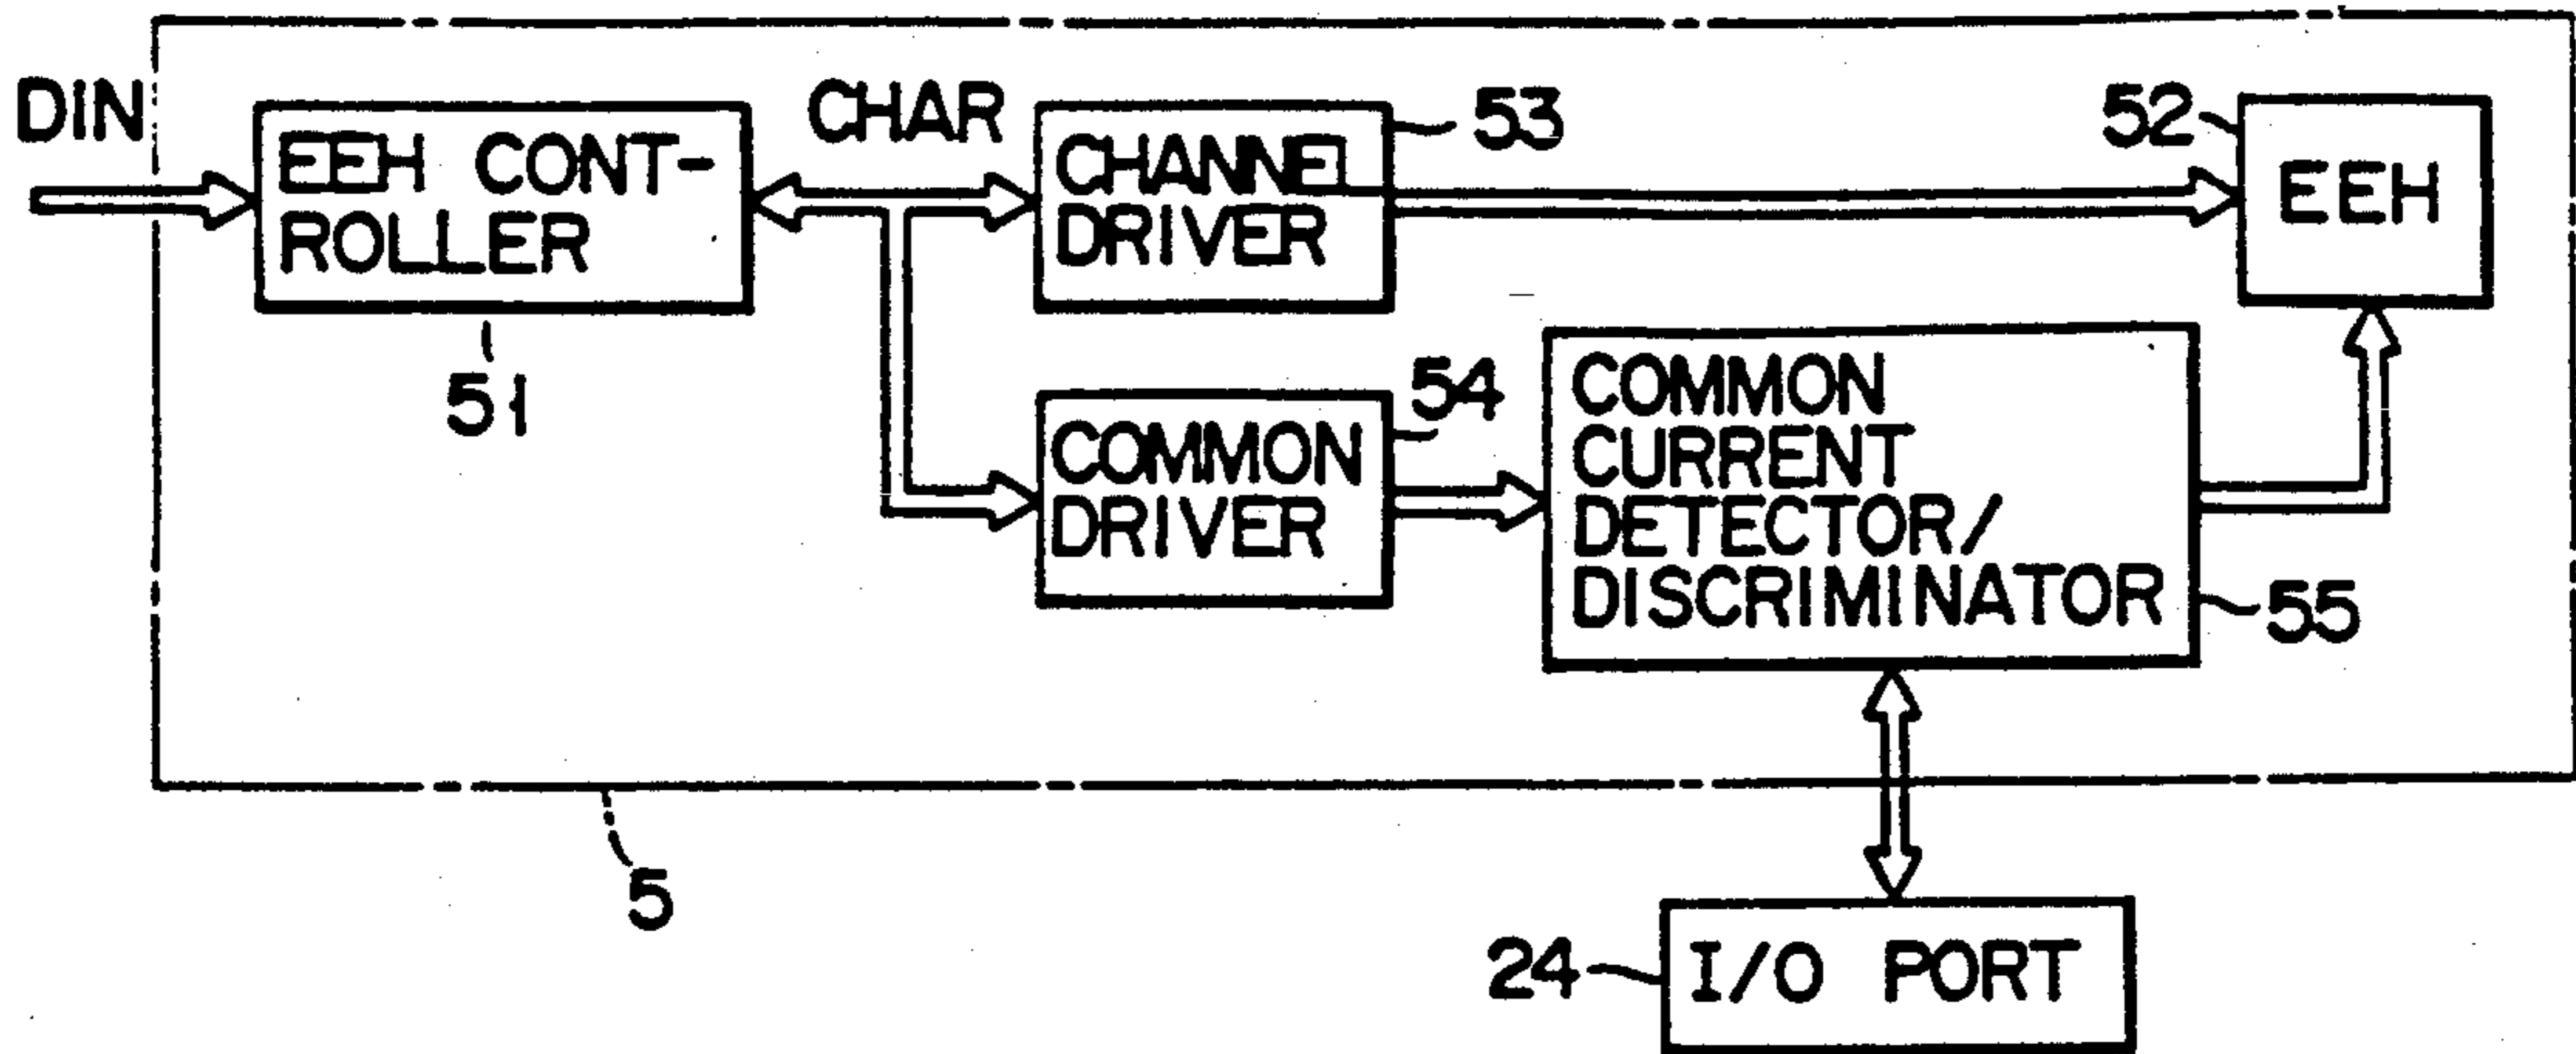 DIN
EEH CONT-
ROLLER
51
CHAR
CHANNEL
DRIVER
53
52
EEH
COMMON
DRIVER
54
COMMON
CURRENT
DETECTOR/
DISCRIMINATOR
55
5
24
I/O PORT